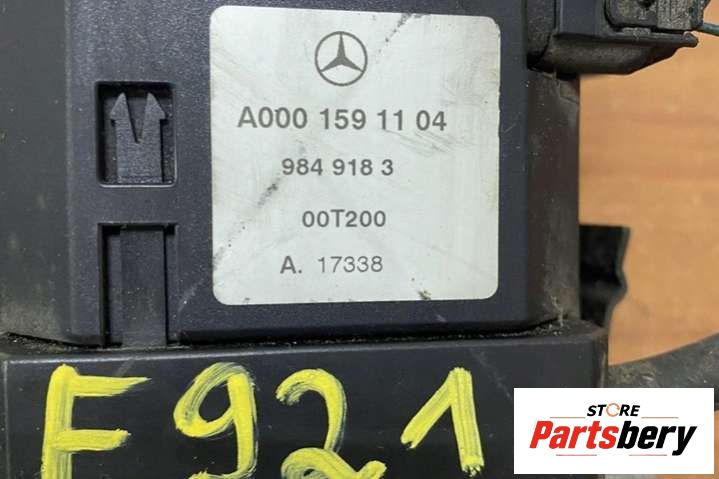 A000 159 11 04
984 918 3
00T200
A. 17338
F921
STORE
Partsbery